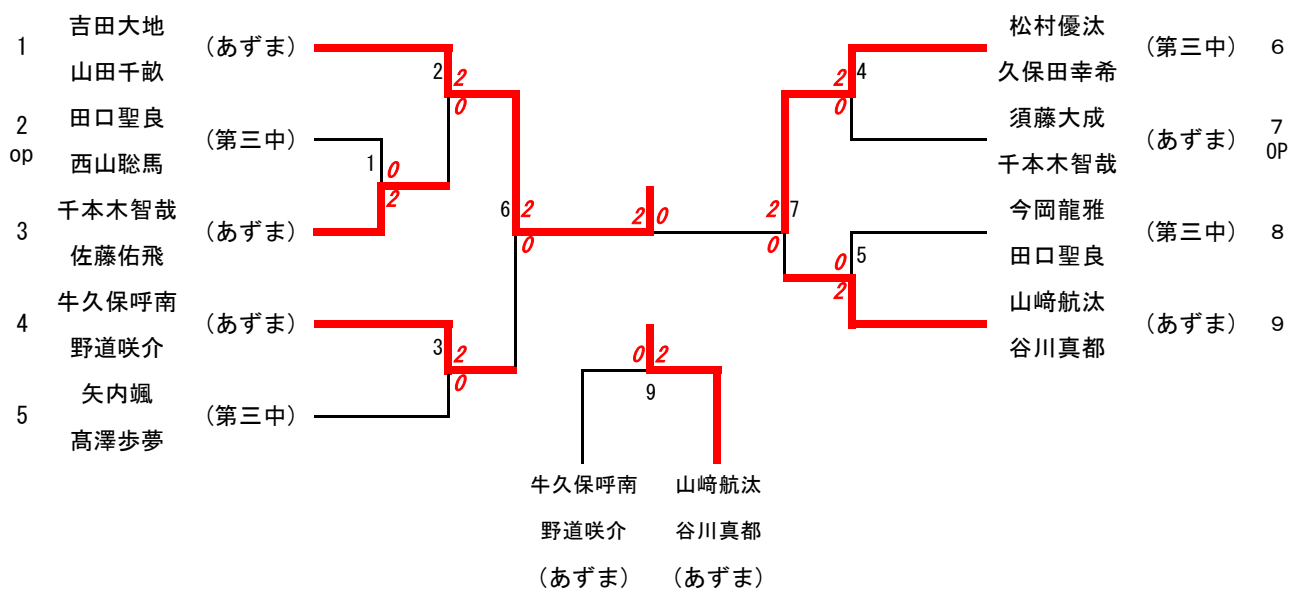 1 吉田大地 (あずま)
山田千畝
2 op 田口聖良 (第三中)
西山聡馬
3 千本木智哉 (あずま)
佐藤佑飛
4 牛久保呼南 (あずま)
野道咲介
5 矢内颯 (第三中)
髙澤歩夢
2 2
0
1 0
2
6 2
0
3 2
0
2 0
松村優汰 (第三中) 6
久保田幸希
須藤大成 (あずま) 7 OP
千本木智哉
今岡龍雅 (第三中) 8
田口聖良
山﨑航汰 (あずま) 9
谷川真都
2 4
0
2 7
0
0 5
2
0 2
9
牛久保呼南 山﨑航汰
野道咲介 谷川真都
(あずま) (あずま)